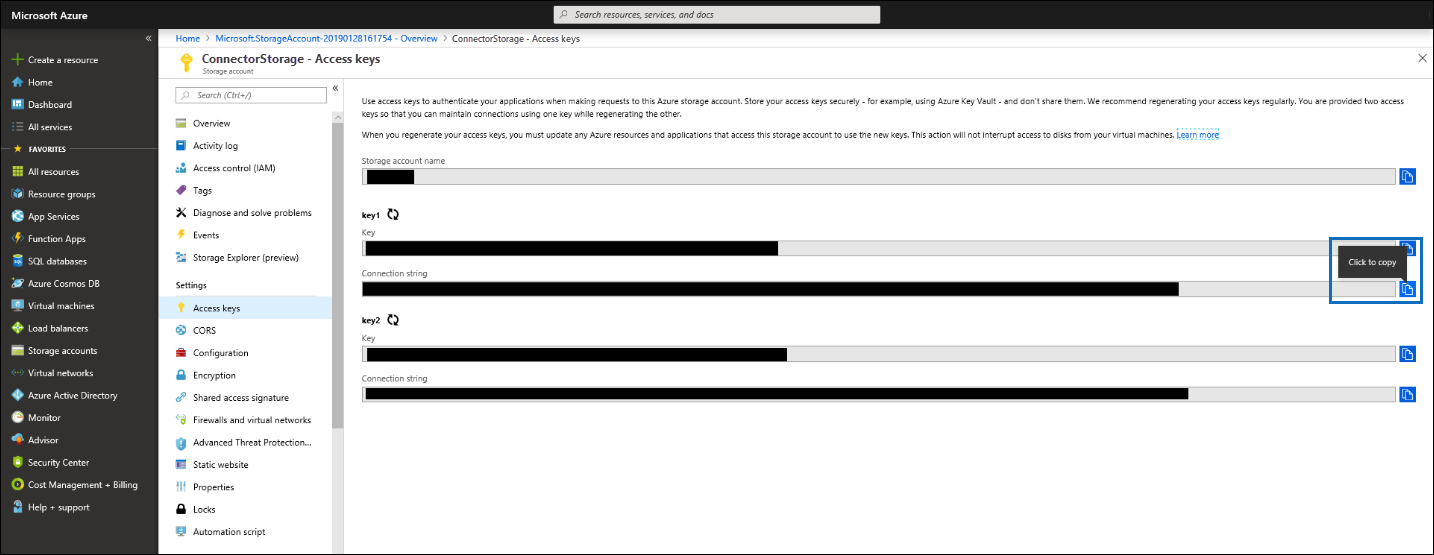 Microsoft Azure
Search resources, services, and docs
«
Create a resource
Home
Dashboard
All services
FAVORITES
All resources
Resource groups
App Services
Function Apps
SQL databases
Azure Cosmos DB
Virtual machines
Load balancers
Storage accounts
Virtual networks
Azure Active Directory
Monitor
Advisor
Security Center
Cost Management + Billing
Help + support
Home > Microsoft.StorageAccount-20190128161754 - Overview > ConnectorStorage - Access keys
ConnectorStorage - Access keys
Storage account
Search (Ctrl+/)
«
Overview
Activity log
Access control (IAM)
Tags
Diagnose and solve problems
Events
Storage Explorer (preview)
Settings
Access keys
CORS
Configuration
Encryption
Shared access signature
Firewalls and virtual networks
Advanced Threat Protection...
Static website
Properties
Locks
Automation script
Use access keys to authenticate your applications when making requests to this Azure storage account. Store your access keys securely - for example, using Azure Key Vault - and don't share them. We recommend regenerating your access keys regularly. You are provided two access
keys so that you can maintain connections using one key while regenerating the other.
When you regenerate your access keys, you must update any Azure resources and applications that access this storage account to use the new keys. This action will not interrupt access to disks from your virtual machines. Learn more
Storage account name
key1
Key
Click to copy
Connection string
key2
Key
Connection string